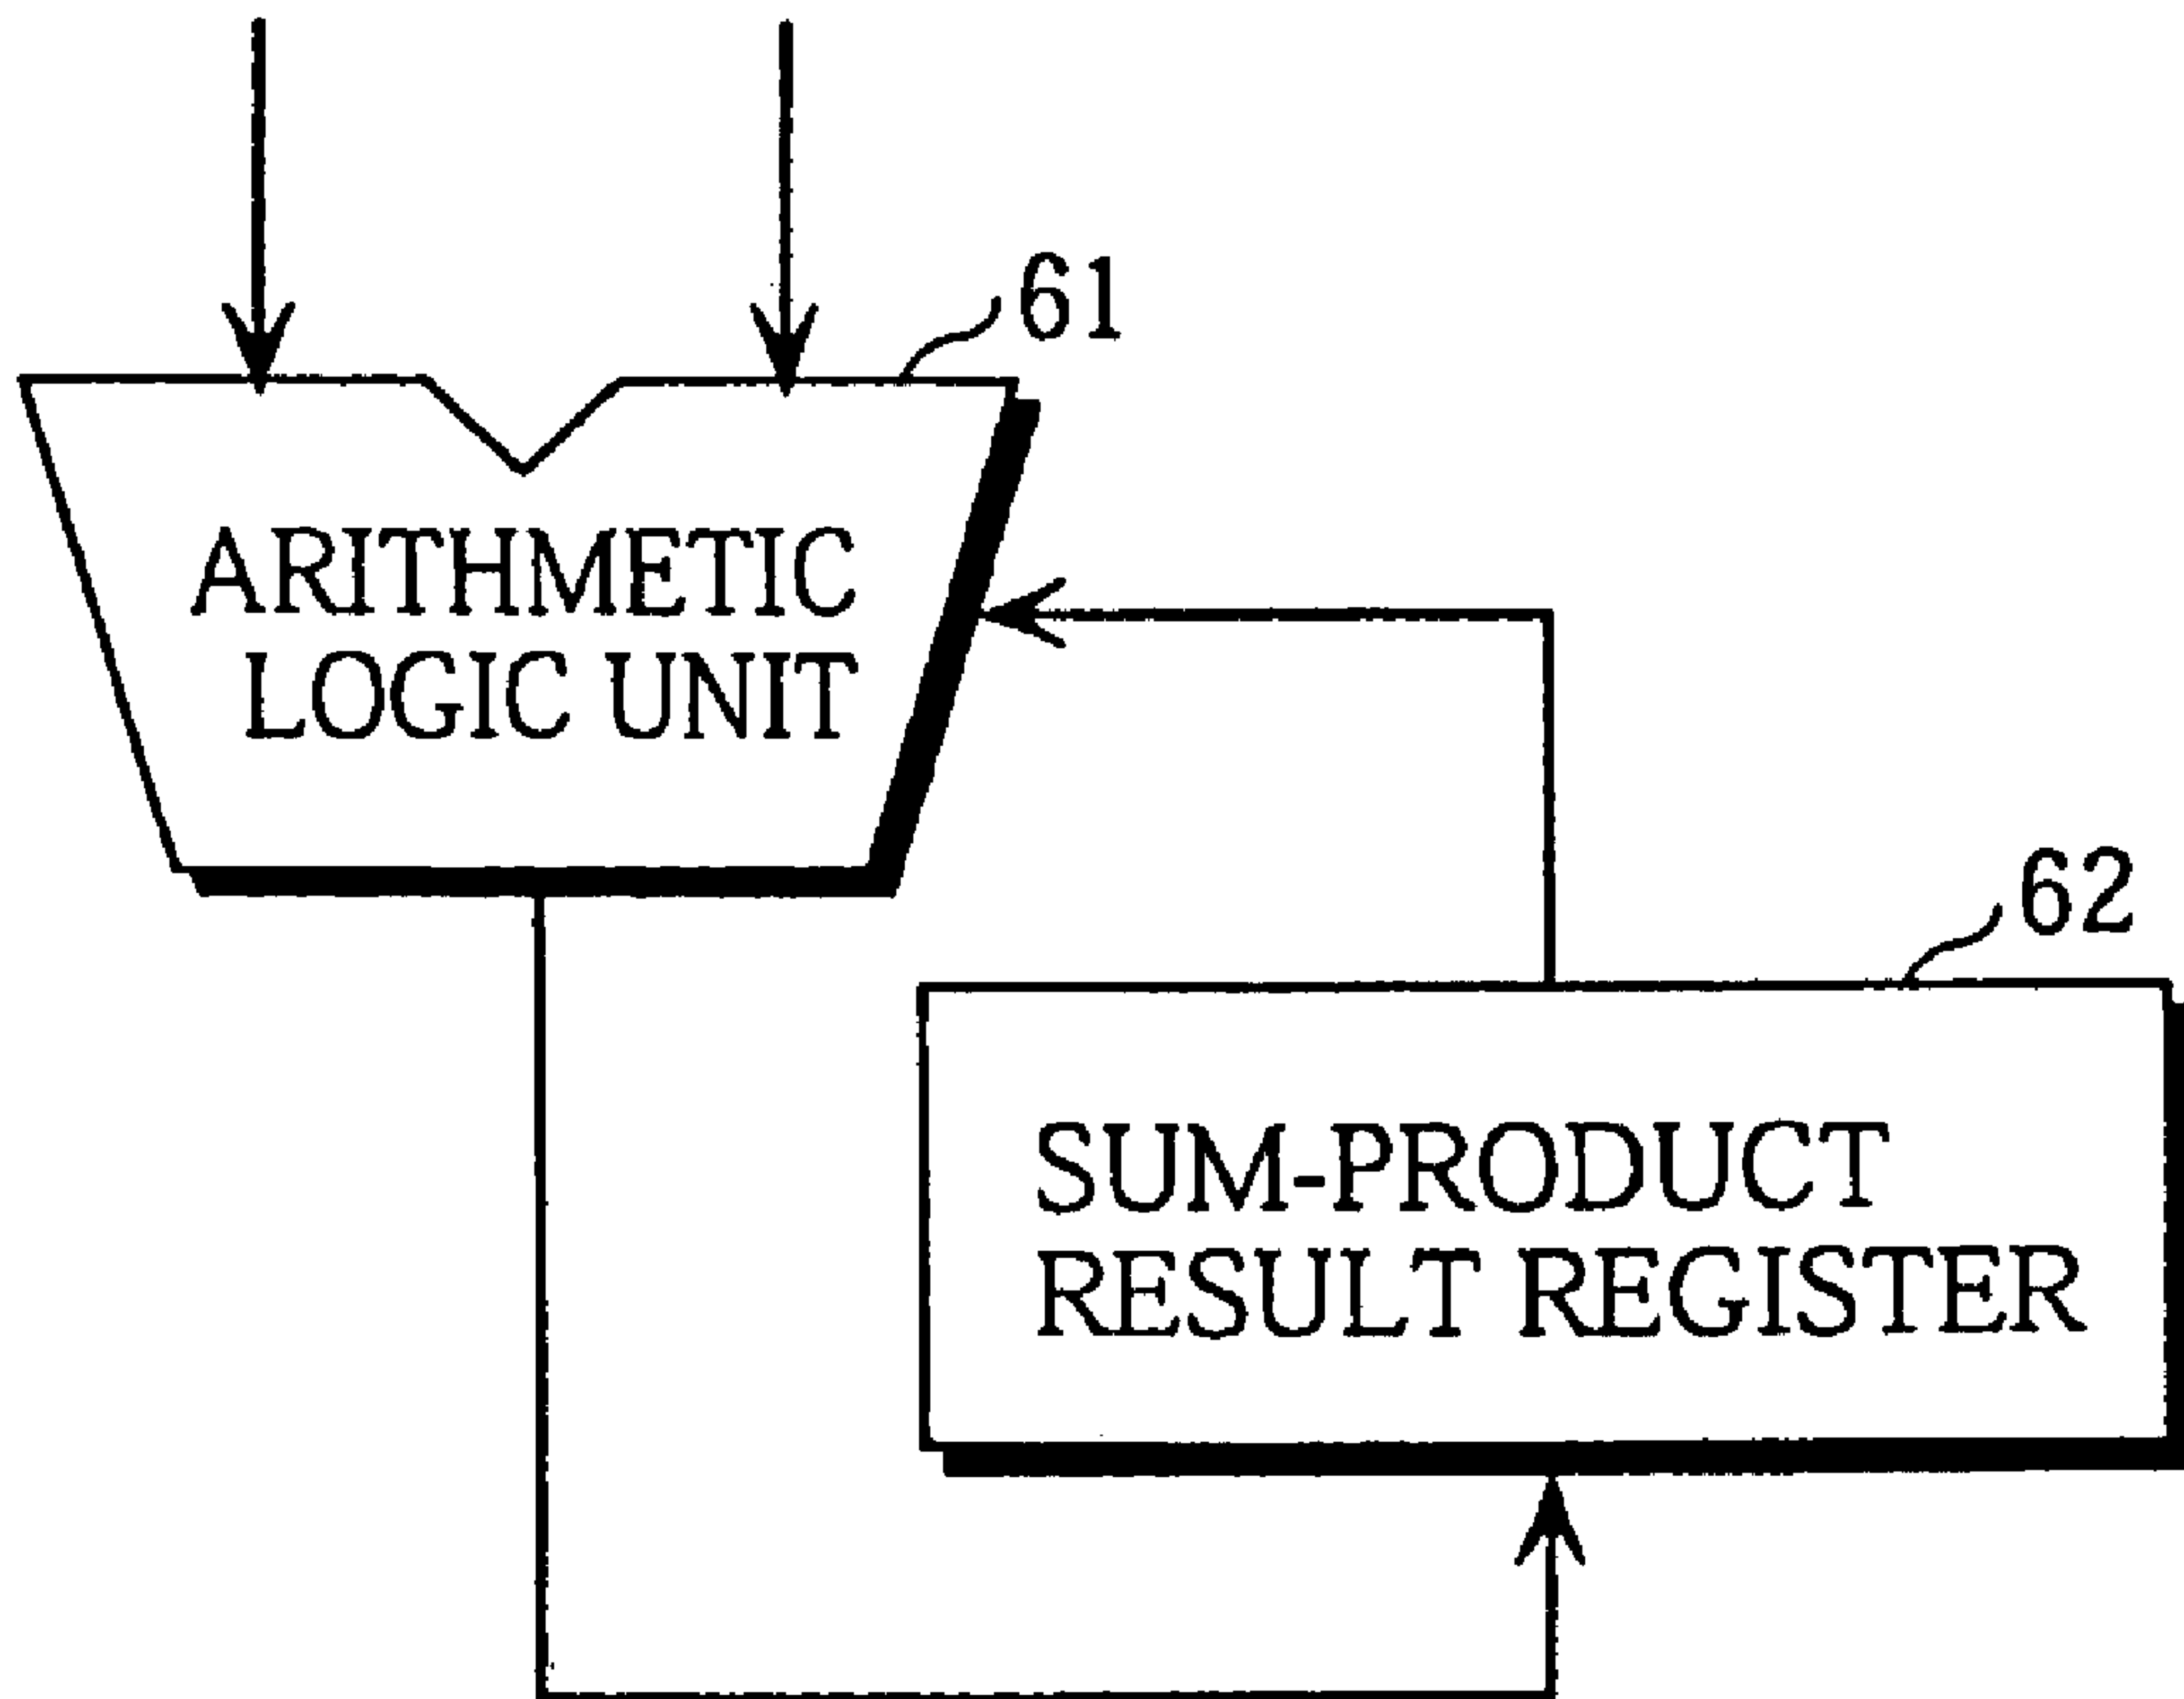 61
ARITHMETIC
LOGIC UNIT
62
SUM-PRODUCT
RESULT REGISTER